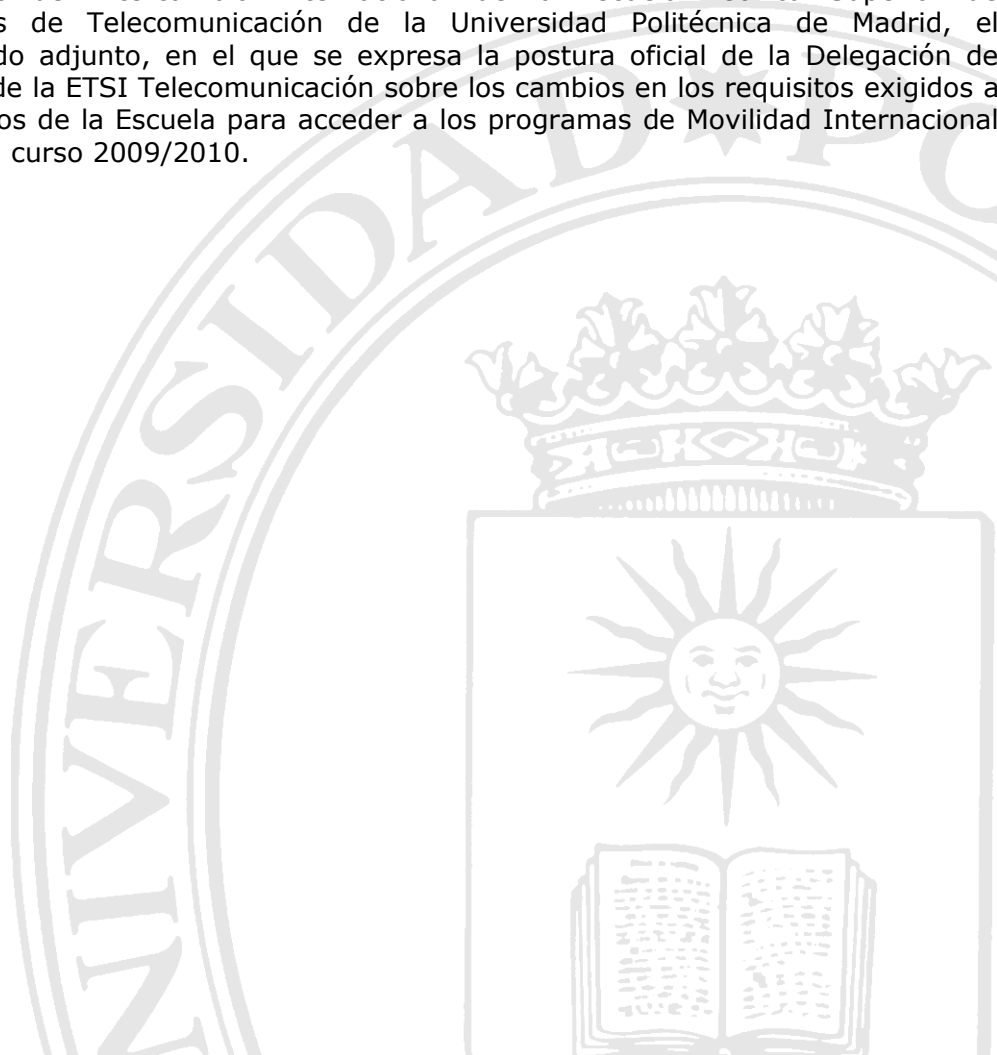 s de Telecomunicación de la Universidad Politécnica de Madrid, el
do adjunto, en el que se expresa la postura oficial de la Delegación de
de la ETSI Telecomunicación sobre los cambios en los requisitos exigidos a
os de la Escuela para acceder a los programas de Movilidad Internacional
curso 2009/2010.
NIVERSIDAD PO